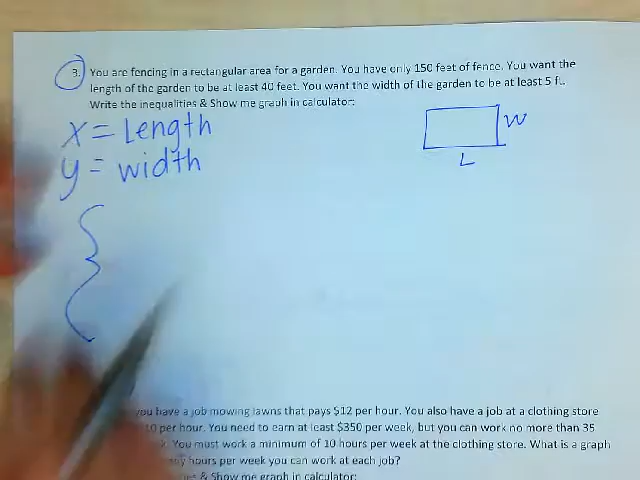 3. You are fencing in a rectangular area for a garden. You have only 150 feet of fence. You want the
length of the garden to be at least 40 feet. You want the width of the garden to be at least 5 ft.
Write the inequalities & Show me graph in calculator:
x = Length
y = width
W
L
you have a job mowing lawns that pays $12 per hour. You also have a job at a clothing store
10 per hour. You need to earn at least $350 per week, but you can work no more than 35
You must work a minimum of 10 hours per week at the clothing store. What is a graph
hours per week you can work at each job?
& Show me graph in calculator: